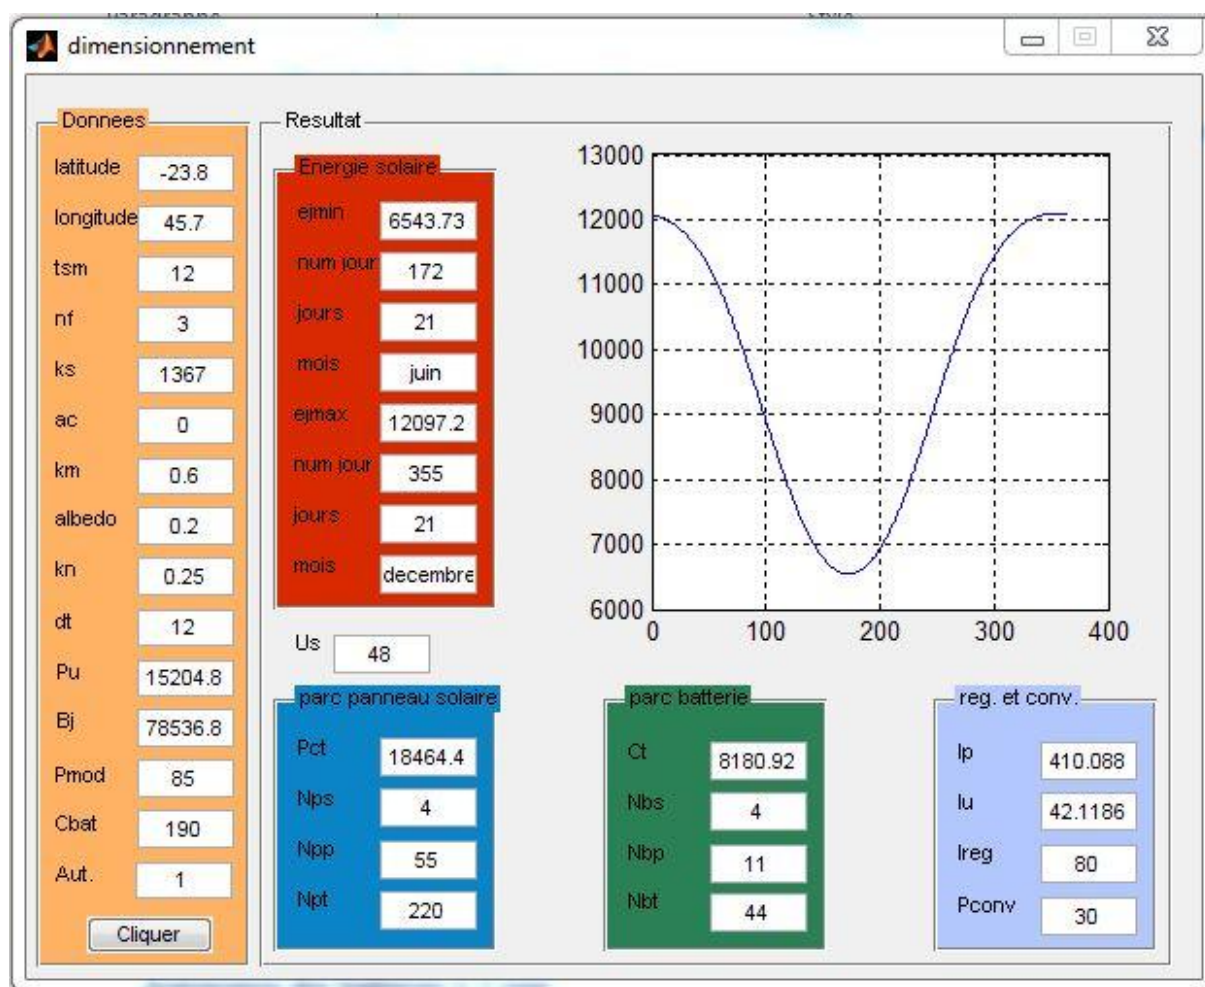 dimensionnement
Donnees
latitude -23.8
longitude 45.7
tsm 12
nf 3
ks 1367
ac 0
km 0.6
albedo 0.2
kn 0.25
dt 12
Pu 15204.8
Bj 78536.8
Pmod 85
Cbat 190
Aut. 1
Cliquer
Resultat
Energie solaire
ejmin 6543.73
num jour 172
jours 21
mois juin
ejmax 12097.2
num jour 355
jours 21
mois decembre
13000
12000
11000
10000
9000
8000
7000
6000
0 100 200 300 400
Us 48
parc panneau solaire
Pct 18464.4
Nps 4
Npp 55
Npt 220
parc batterie
Ct 8180.92
Nbs 4
Nbp 11
Nbt 44
reg. et conv.
Ip 410.088
Iu 42.1186
Ireg 80
Pconv 30